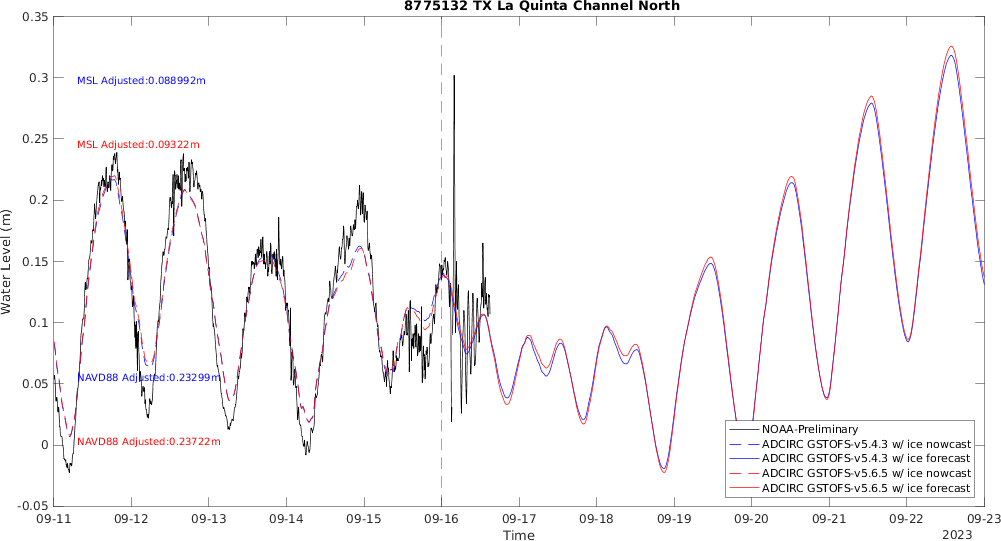 8775132 TX La Quinta Channel North
0.35
0.3
0.25
0.2
0.15
0.1
0.05
0
-0.05
Water Level (m)
MSL Adjusted:0.088992m
MSL Adjusted:0.09322m
NAVD88 Adjusted:0.23299m
NAVD88 Adjusted:0.23722m
NOAA-Preliminary
ADCIRC GSTOFS-v5.4.3 w/ ice nowcast
ADCIRC GSTOFS-v5.4.3 w/ ice forecast
ADCIRC GSTOFS-v5.6.5 w/ ice nowcast
ADCIRC GSTOFS-v5.6.5 w/ ice forecast
09-11 09-12 09-13 09-14 09-15 09-16 09-17 09-18 09-19 09-20 09-21 09-22 09-23
Time
2023